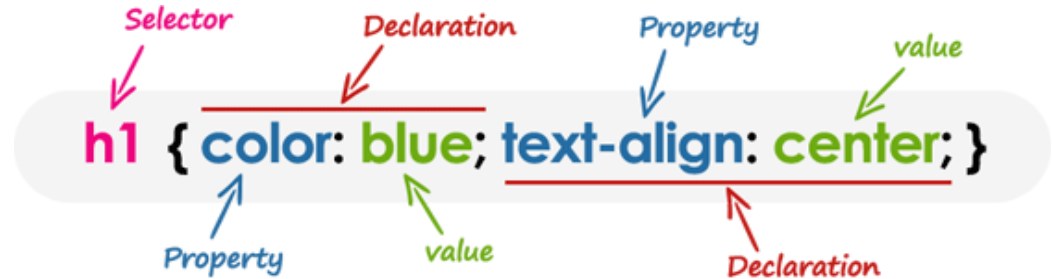 Selector
Declaration
Property
value
h1 { color: blue; text-align: center; }
Property
value
Declaration